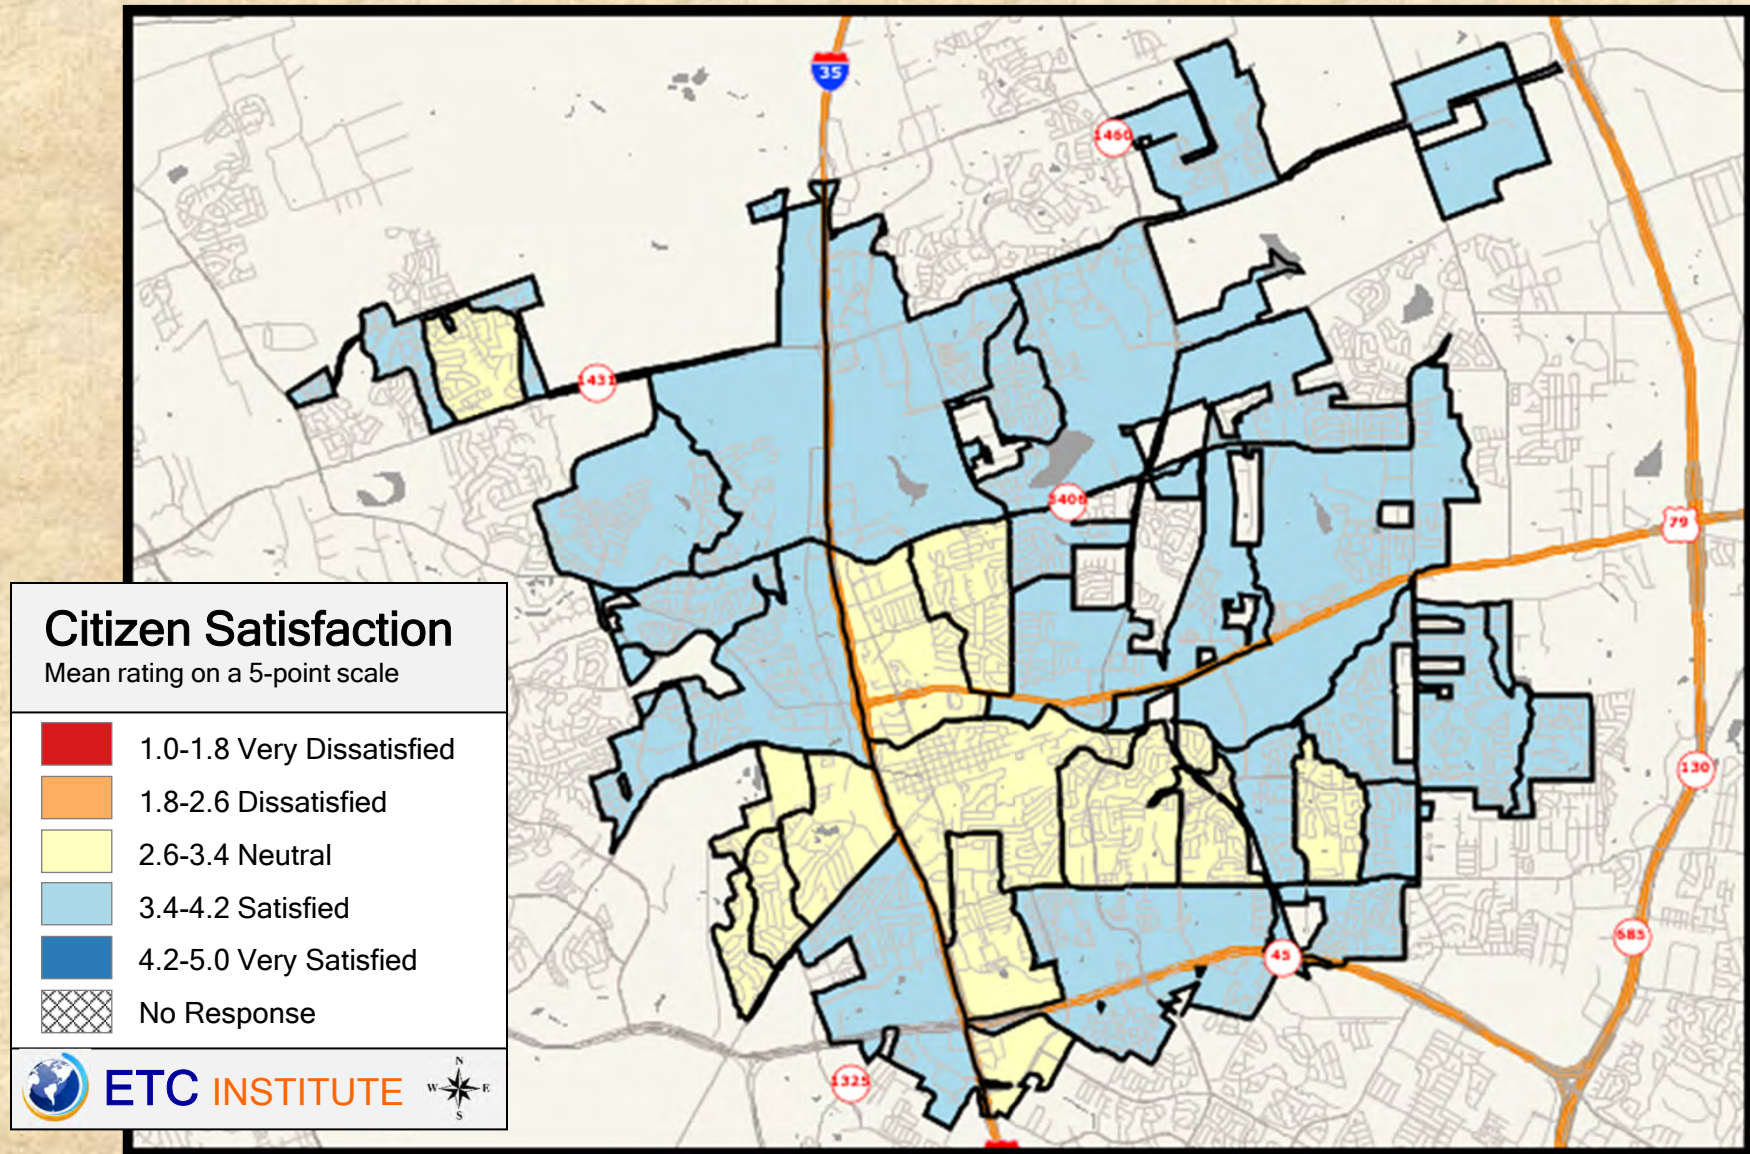 35
1460
1431
3406
79
130
685
45
1325
Citizen Satisfaction
Mean rating on a 5-point scale
1.0-1.8 Very Dissatisfied
1.8-2.6 Dissatisfied
2.6-3.4 Neutral
3.4-4.2 Satisfied
4.2-5.0 Very Satisfied
No Response
ETC INSTITUTE
N
W E
S